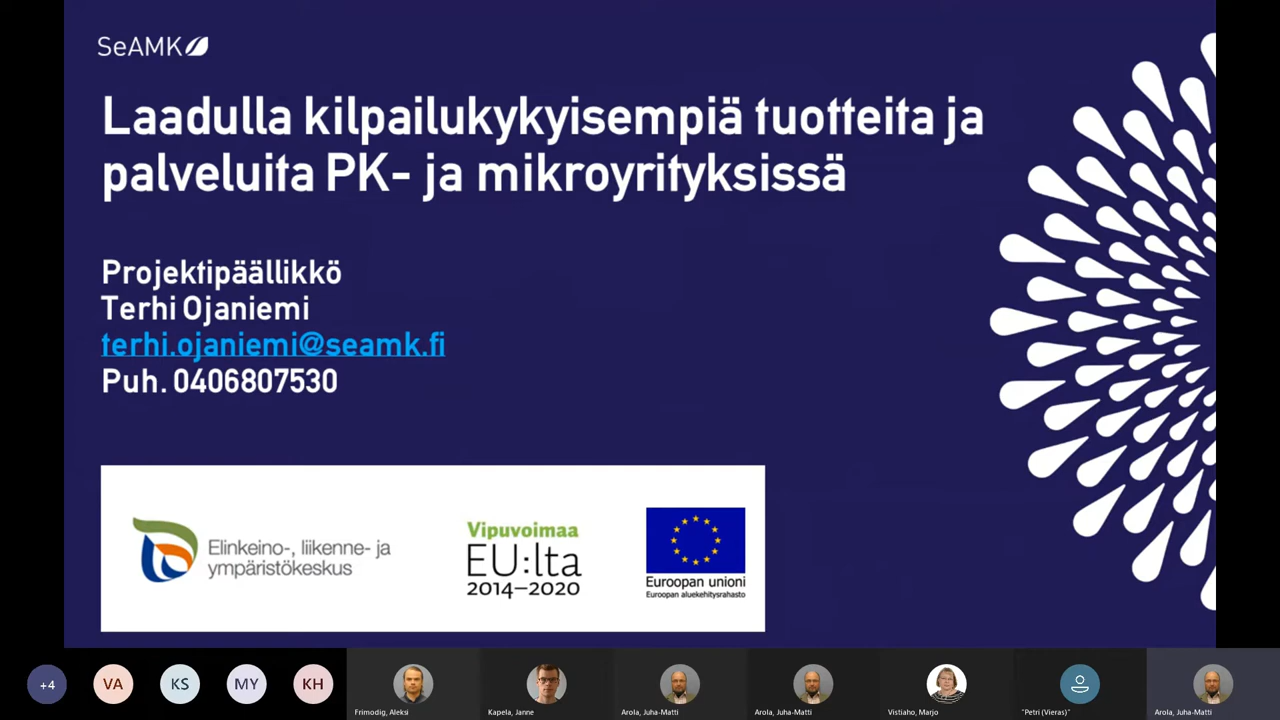 SeAMK
Laadulla kilpailukykyisempiä tuotteita ja
palveluita PK- ja mikroyrityksissä
Projektipäällikkö
Terhi Ojaniemi
terhi.ojaniemi@seamk.fi
Puh. 0406807530
Elinkeino-, liikenne- ja
ympäristökeskus
Vipuvoimaa
EU:lta
2014–2020
Euroopan unioni
Euroopan aluekehitysrahasto
+4
VA
KS
MY
KH
Frimodig, Aleksi
Kapela, Janne
Arola, Juha-Matti
Arola, Juha-Matti
Vistiaho, Marjo
"Petri (Vieras)"
Arola, Juha-Matti